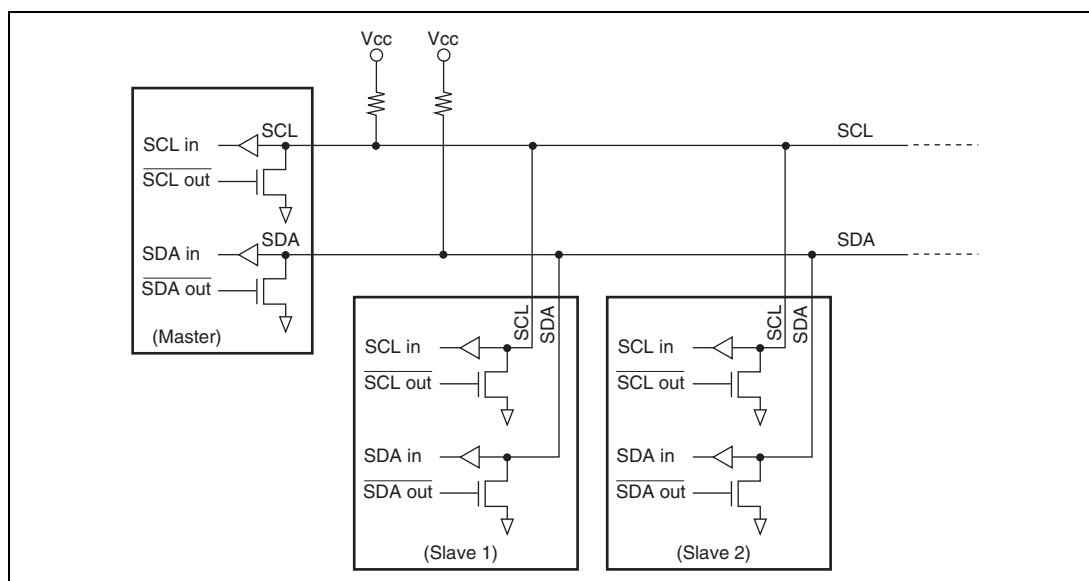 Vcc Vcc
SCL in SCL SCL
SCL out
SDA in SDA SDA
SDA out
(Master)
SCL SDA
SCL in
SCL out
SDA in
SDA out
(Slave 1)
SCL SDA
SCL in
SCL out
SDA in
SDA out
(Slave 2)